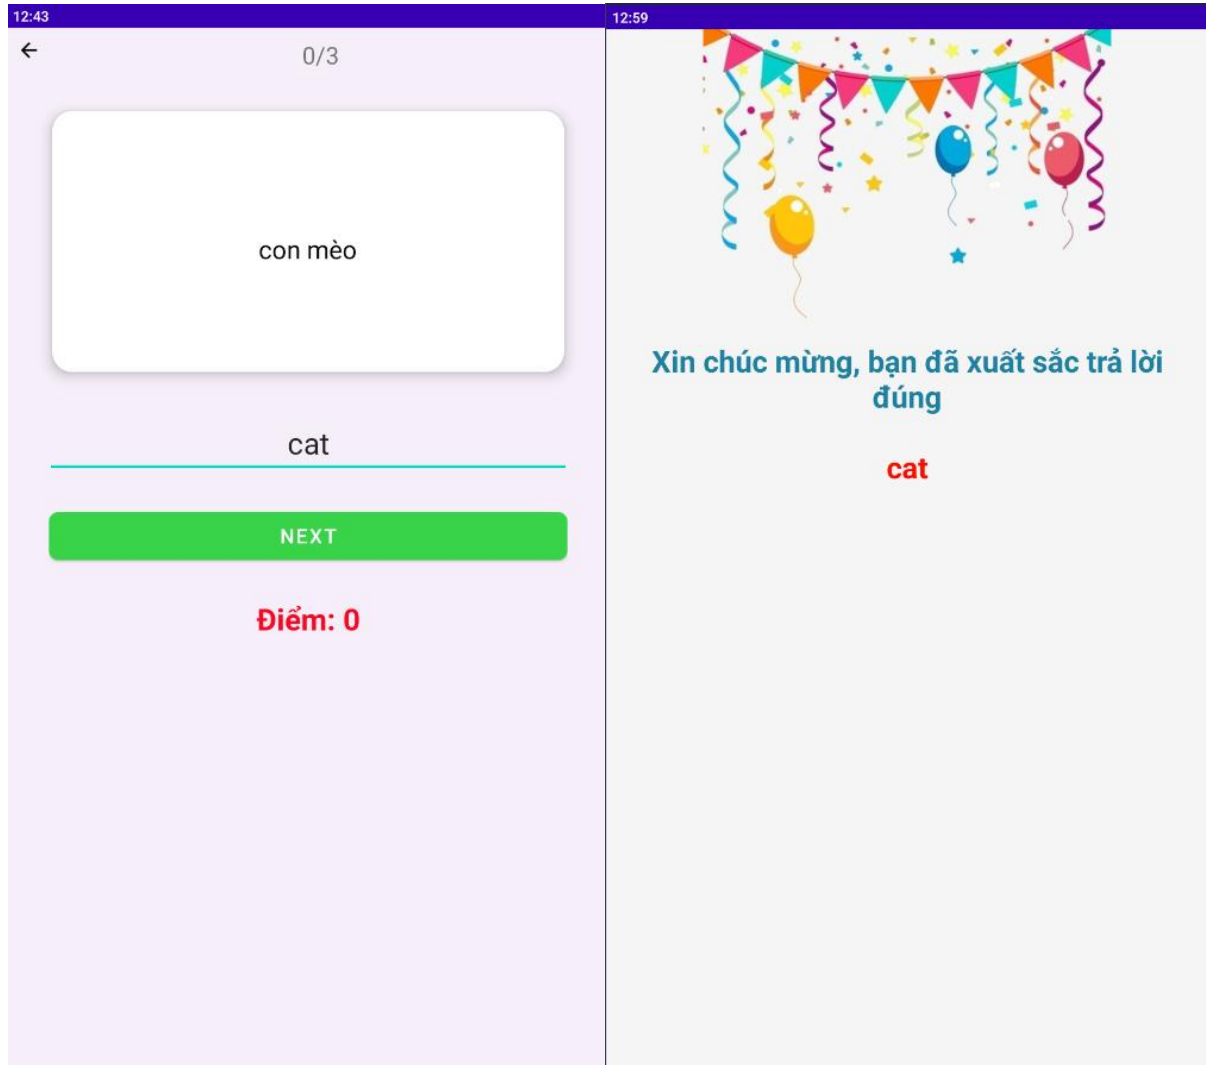 12:43
0/3
con mèo
cat
NEXT
Điểm: 0
12:59
Xin chúc mừng, bạn đã xuất sắc trả lời
đúng
cat